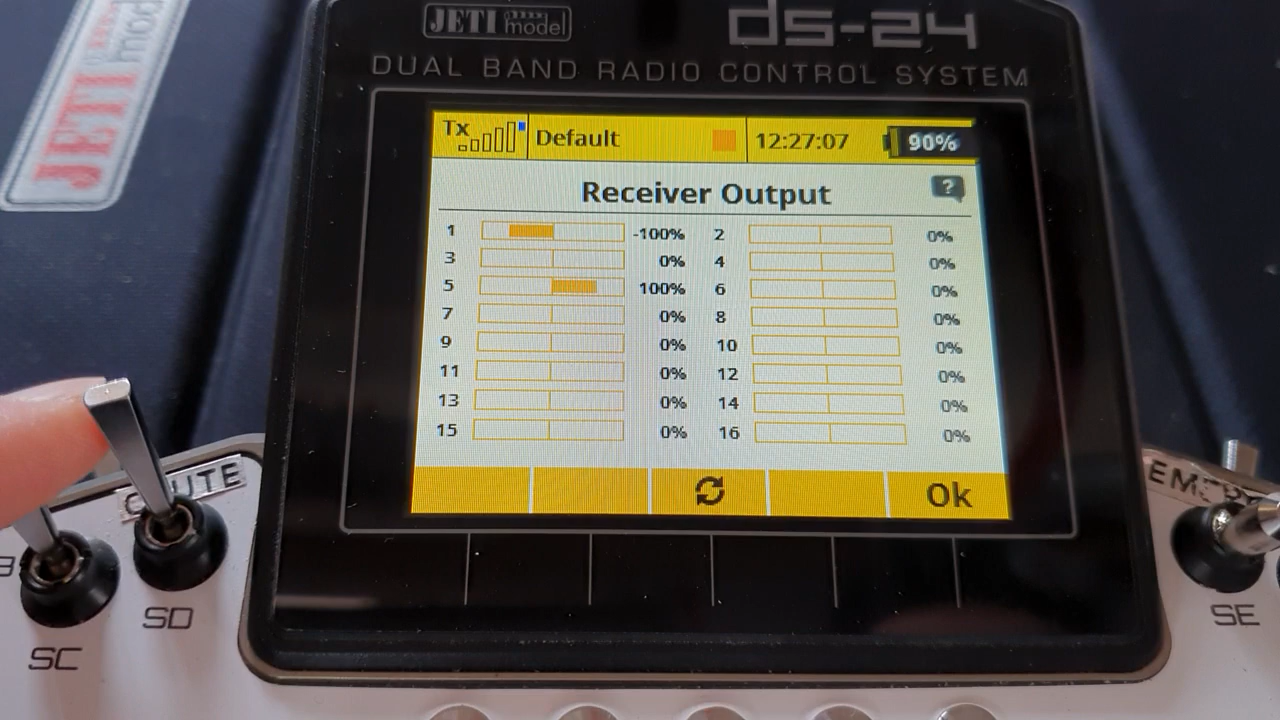 JETI model
JETI model
ds-24
DUAL BAND RADIO CONTROL SYSTEM
Tx Default 12:27:07 90%
Receiver Output ?
1 -100% 2 0%
3 0% 4 0%
5 100% 6 0%
7 0% 8 0%
9 0% 10 0%
11 0% 12 0%
13 0% 14 0%
15 0% 16 0%
Ok
SD
SC
SE